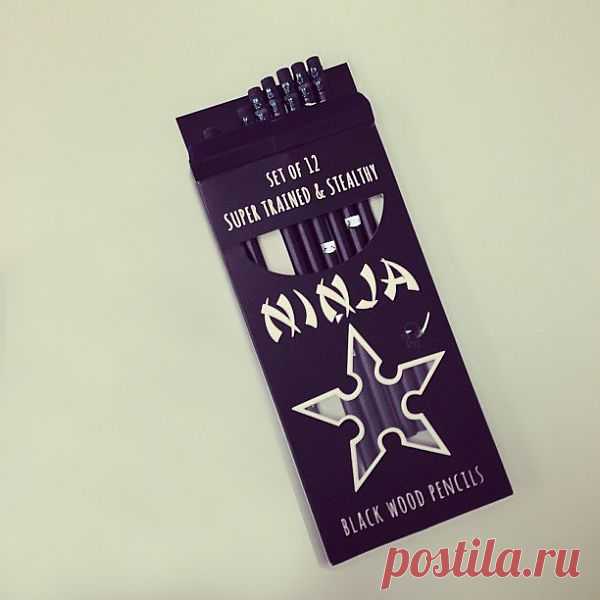 SET OF 12
SUPER TRAINED & STEALTHY
NINJA
BLACK WOOD PENCILS
postila.ru